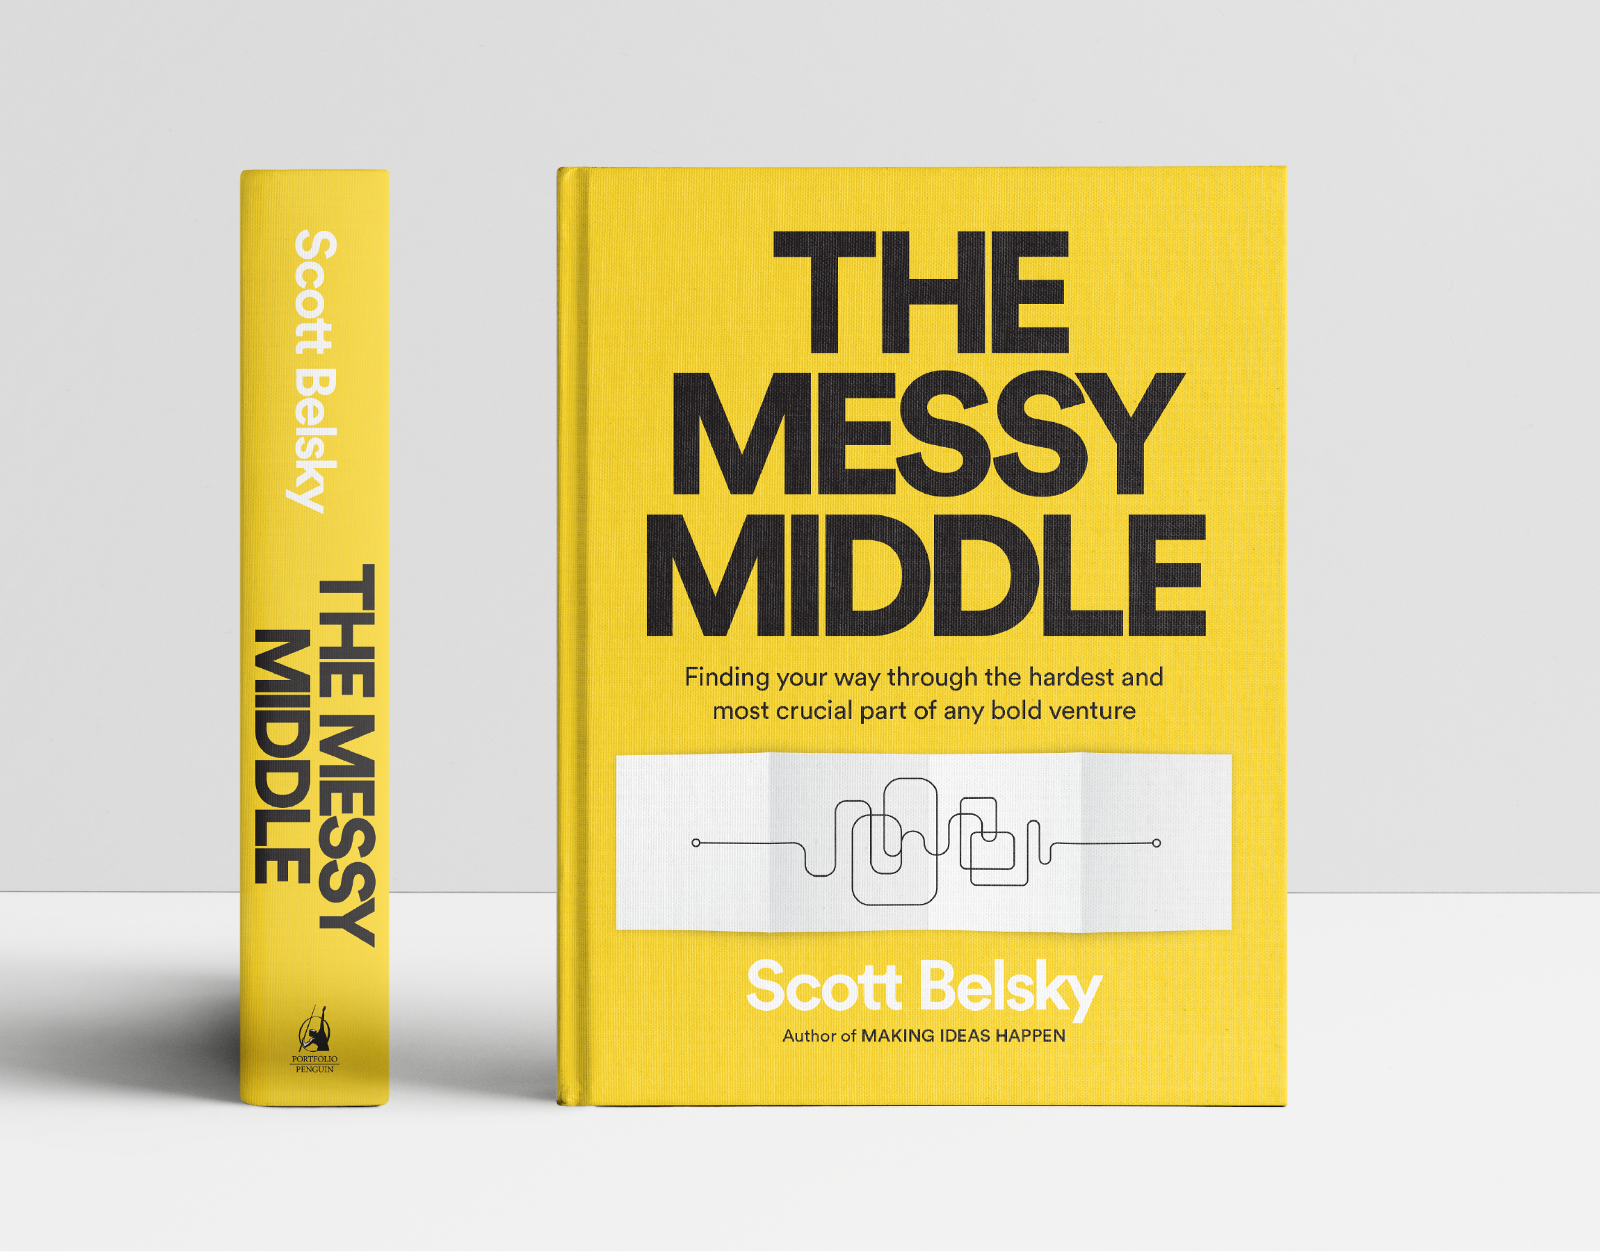 Scott Belsky
THE MESSY
MIDDLE
PORTFOLIO
PENGUIN
THE
MESSY
MIDDLE
Finding your way through the hardest and
most crucial part of any bold venture
Scott Belsky
Author of MAKING IDEAS HAPPEN